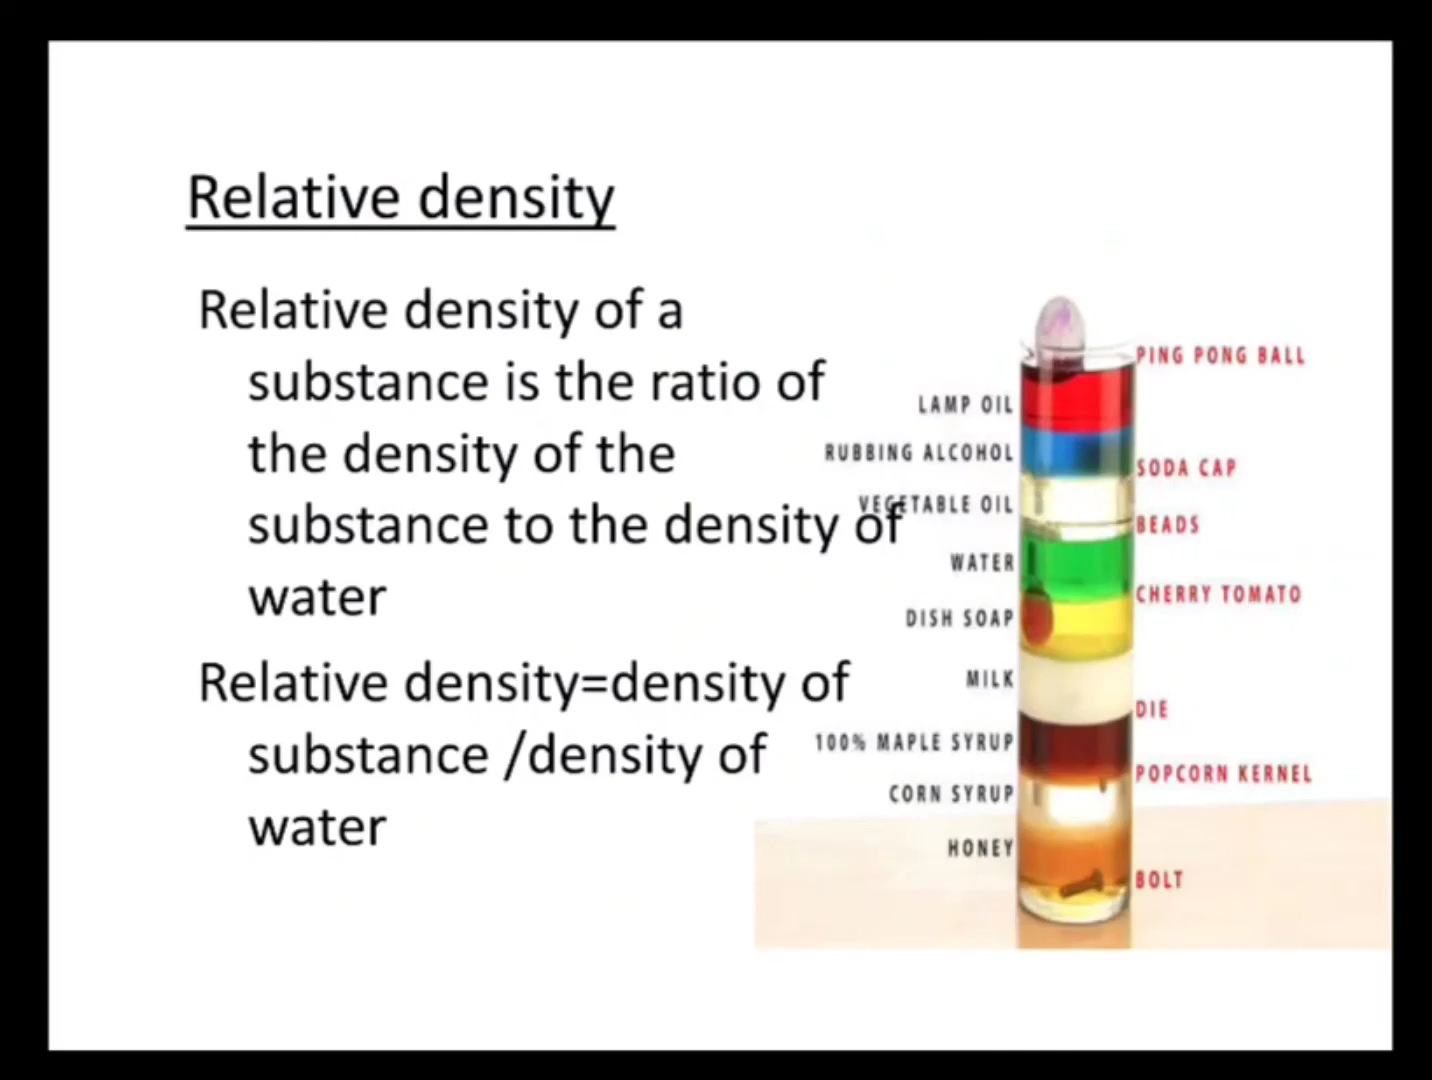 Relative density
Relative density of a
substance is the ratio of
the density of the
substance to the density of
water
Relative density=density of
substance /density of
water
PING PONG BALL
LAMP OIL
RUBBING ALCOHOL
SODA CAP
VEGETABLE OIL
BEADS
WATER
CHERRY TOMATO
DISH SOAP
MILK
DIE
100% MAPLE SYRUP
POPCORN KERNEL
CORN SYRUP
HONEY
BOLT